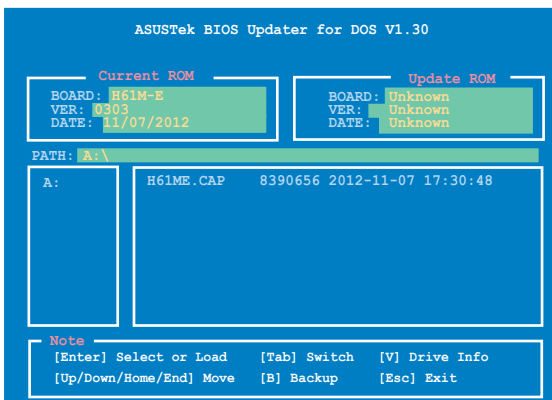 ASUSTek BIOS Updater for DOS V1.30
Current ROM
BOARD: H61M-E
VER: 0303
DATE: 11/07/2012
Update ROM
BOARD: Unknown
VER: Unknown
DATE: Unknown
PATH: A:\
A:
H61ME.CAP 8390656 2012-11-07 17:30:48
Note
[Enter] Select or Load [Tab] Switch [V] Drive Info
[Up/Down/Home/End] Move [B] Backup [Esc] Exit